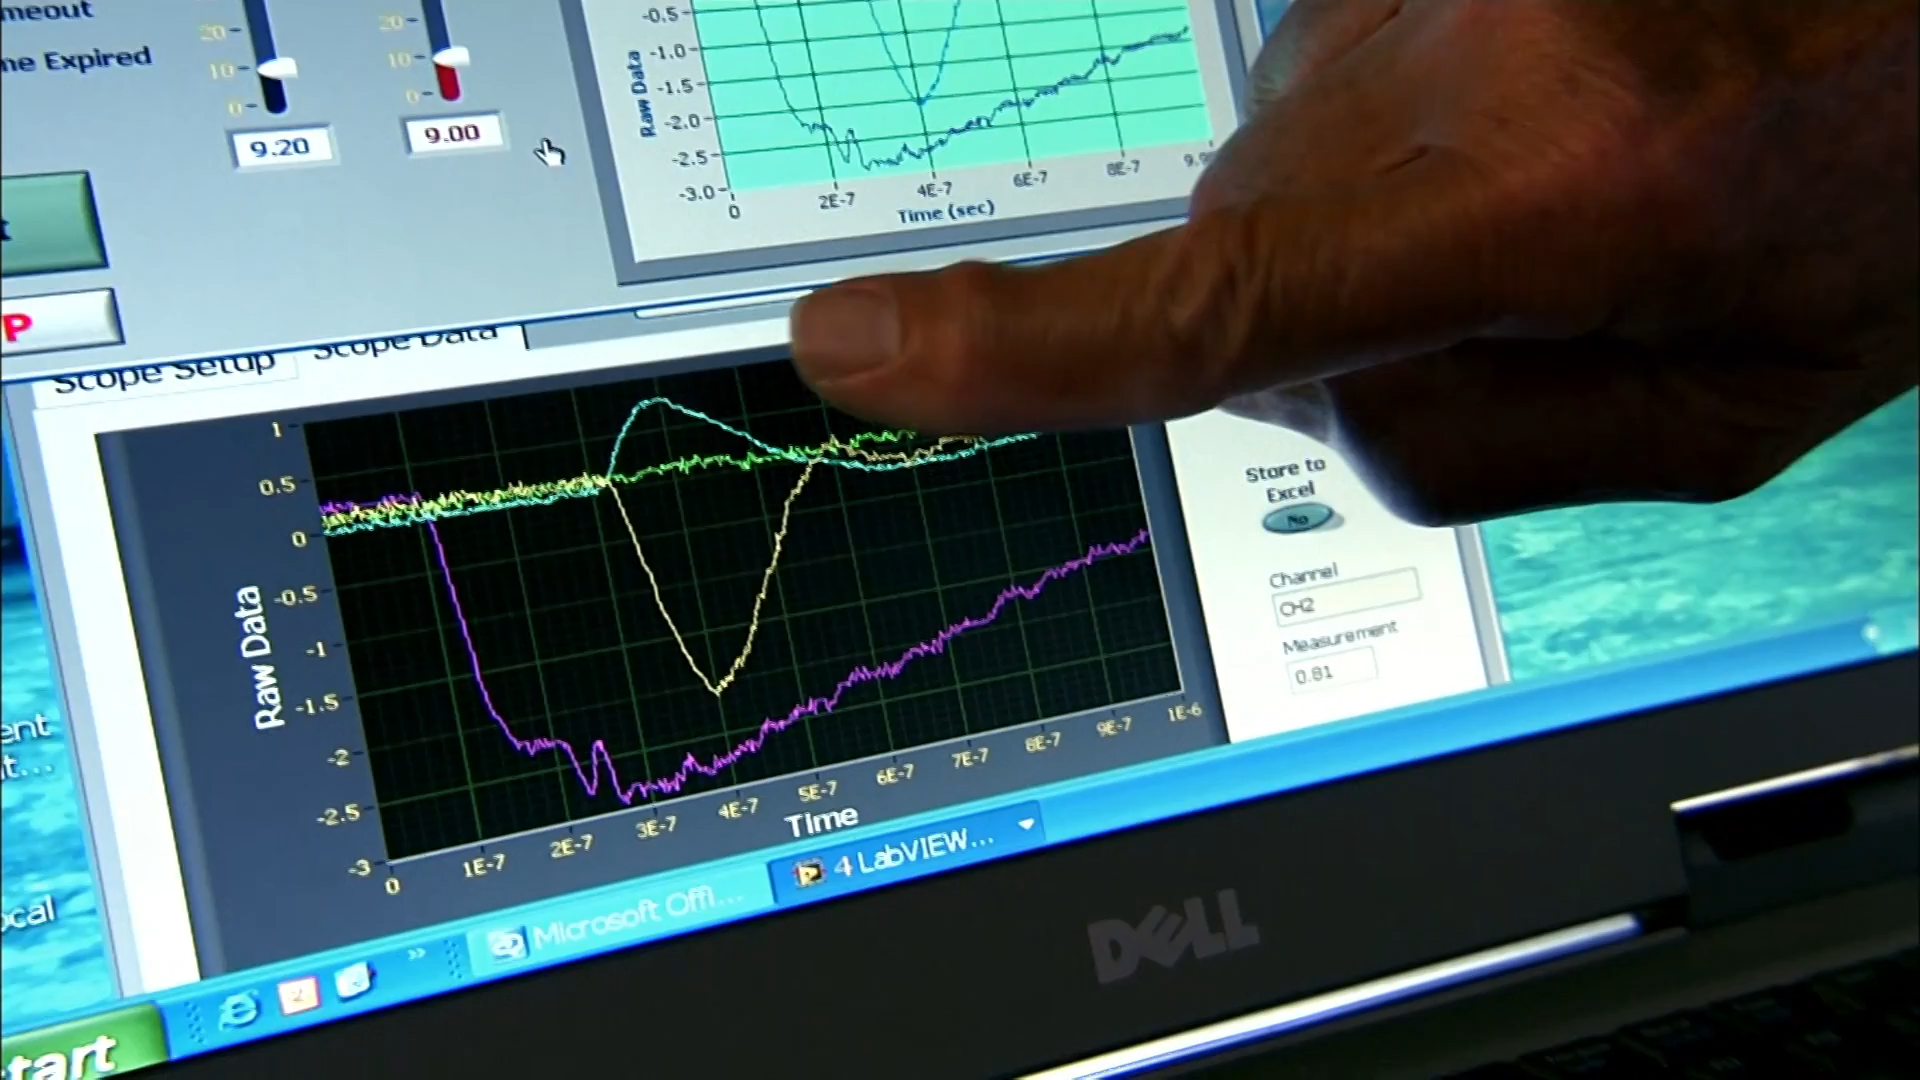 meout
me Expired
20
10
0
9.20
20
10
0
9.00
Raw Data
-0.5
-1.0
-1.5
-2.0
-2.5
-3.0
0
2E-7
4E-7
6E-7
8E-7
Time (sec)
P
Scope Setup
Scope Data
Raw Data
1
0.5
0
-0.5
-1
-1.5
-2
-2.5
-3
0
1E-7
2E-7
3E-7
4E-7
5E-7
6E-7
7E-7
8E-7
9E-7
1E-6
Time
Store to
Excel
No
Channel
CH2
Measurement
0.81
ent
t...
ocal
tart
»
Microsoft Offi...
4 LabVIEW...
DELL